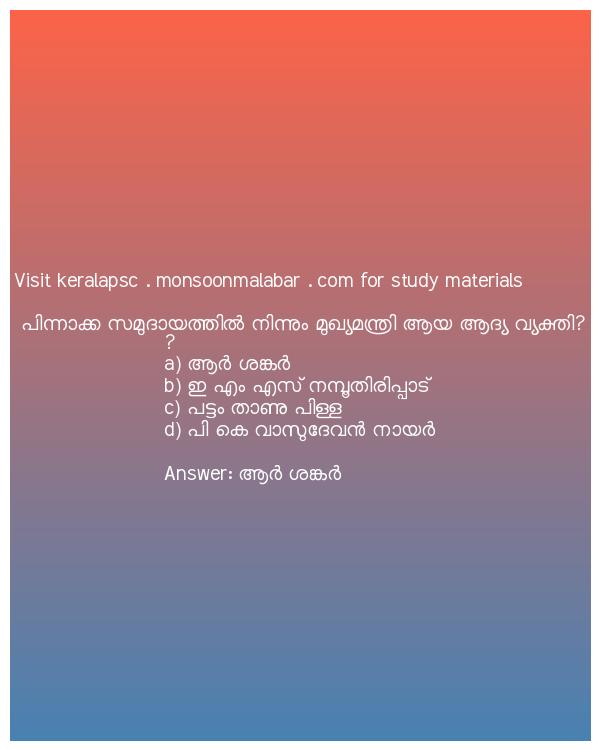 Visit keralapsc . monsoonmalabar . com for study materials
പിന്നാക്ക സമുദായത്തിൽ നിന്നും മുഖ്യമന്ത്രി ആയ ആദ്യ വ്യക്തി?
?
a) ആർ ശങ്കർ
b) ഇ എം എസ് നമ്പൂതിരിപ്പാട്
c) പട്ടം താണു പിള്ള
d) പി കെ വാസുദേവൻ നായർ
Answer: ആർ ശങ്കർ